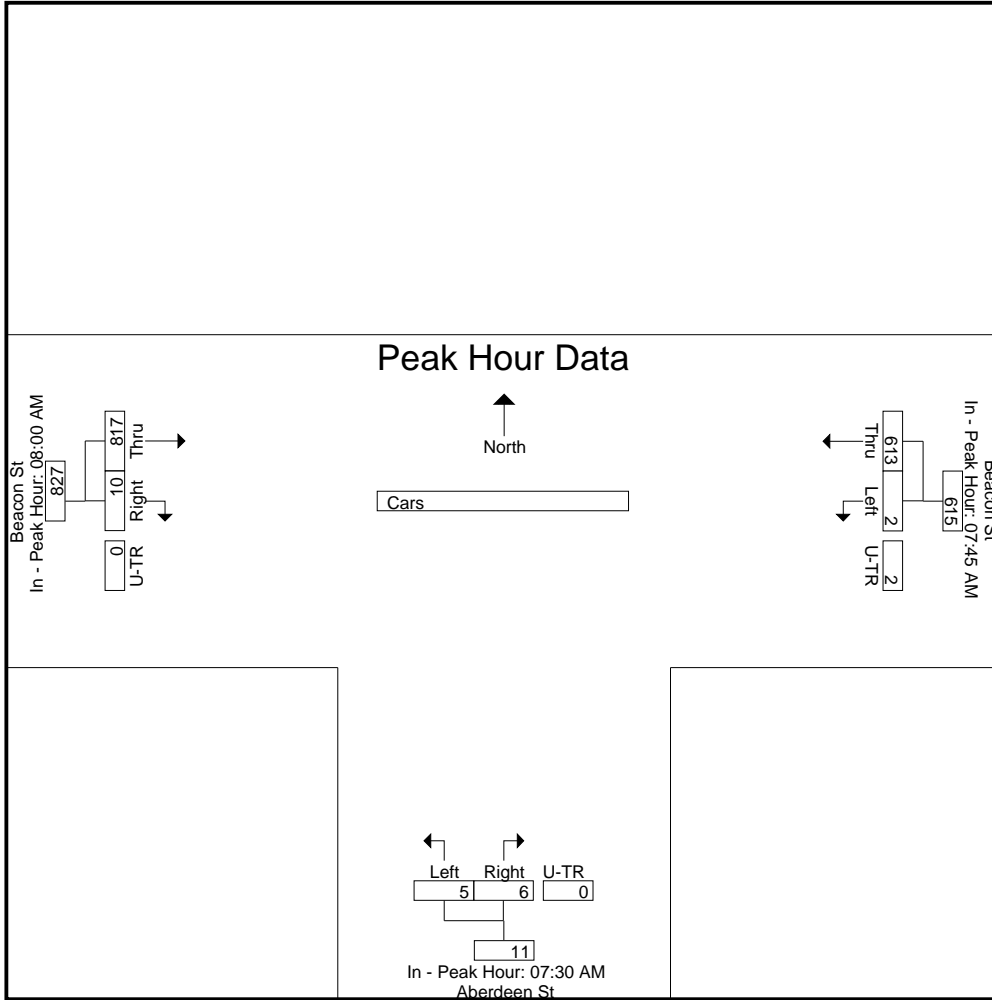 Peak Hour Data
North
Cars
Beacon St
In - Peak Hour: 08:00 AM
827
817
Thru
10
Right
0
U-TR
Beacon St
In - Peak Hour: 07:45 AM
615
613
Thru
2
Left
2
U-TR
Left Right U-TR
5 6 0
11
In - Peak Hour: 07:30 AM
Aberdeen St